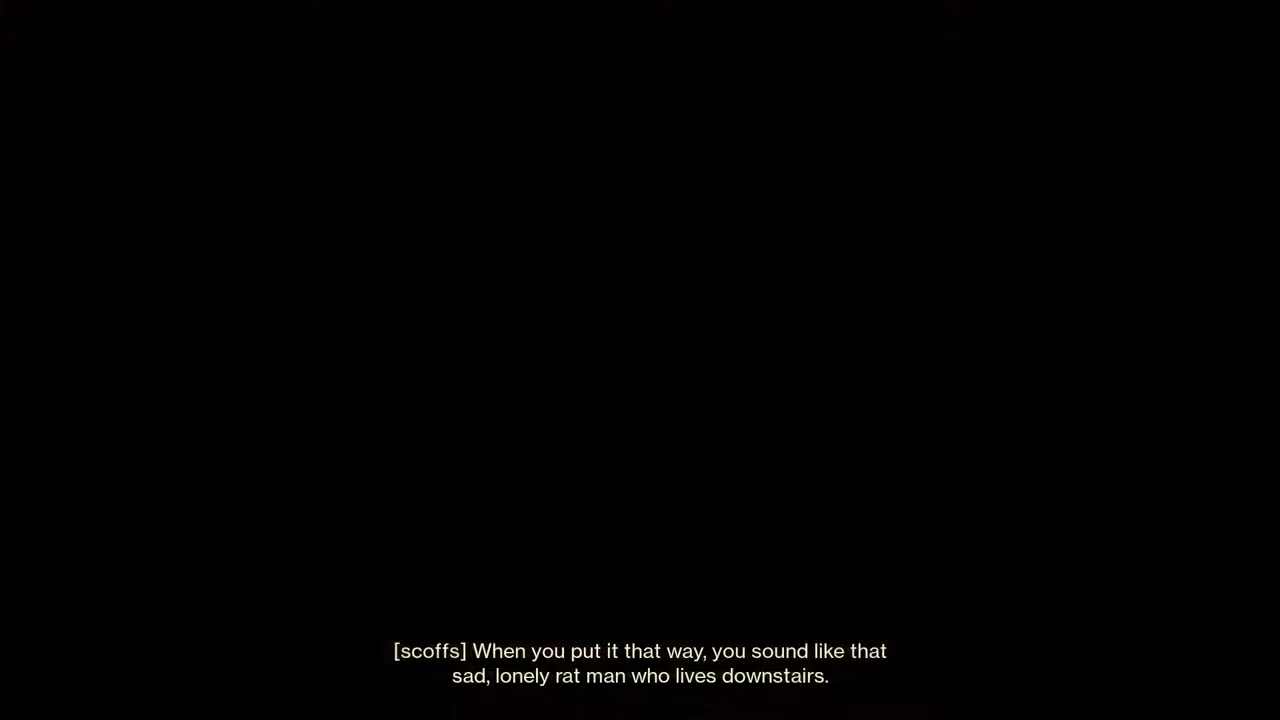 [scoffs] When you put it that way, you sound like that
sad, lonely rat man who lives downstairs.